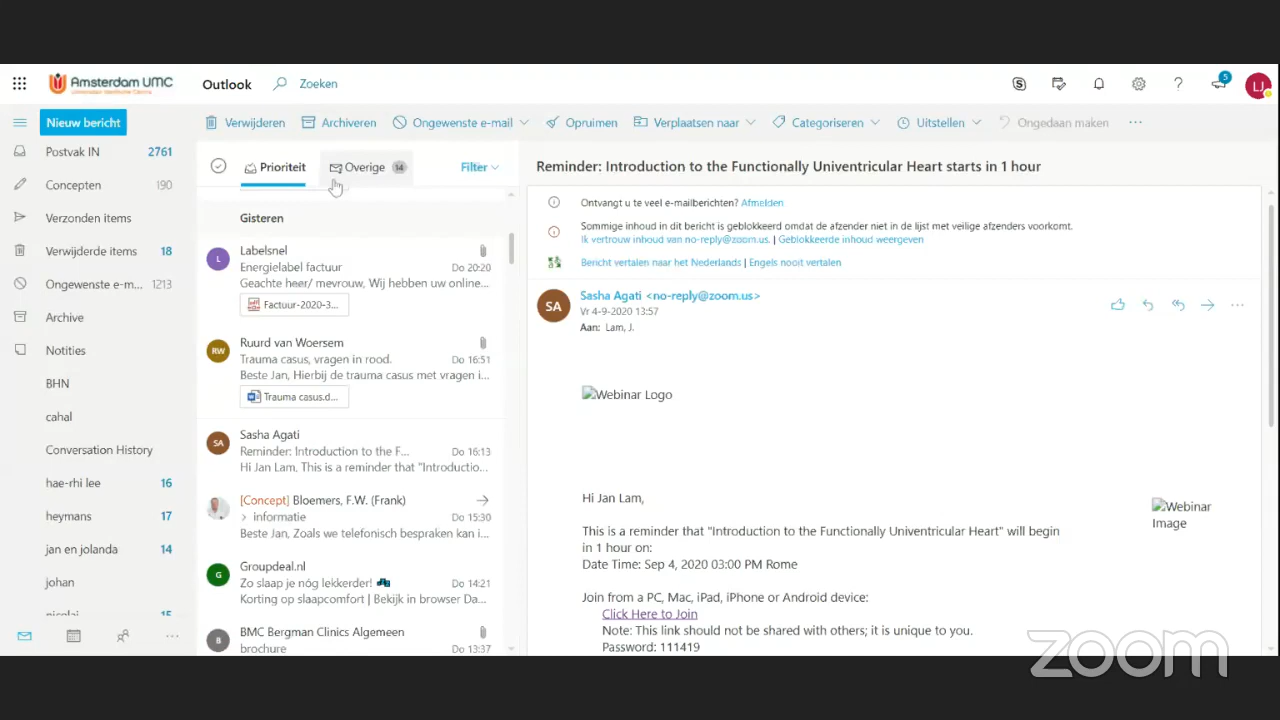 Amsterdam UMC
Outlook
Zoeken
5
LJ
Nieuw bericht
Verwijderen
Archiveren
Ongewenste e-mail
Opruimen
Verplaatsen naar
Categoriseren
Uitstellen
Ongedaan maken
Postvak IN 2761
Concepten 190
Verzonden items
Verwijderde items 18
Ongewenste e-m... 1213
Archive
Notities
BHN
cahal
Conversation History
hae-rhi lee 16
heymans 17
jan en jolanda 14
johan
nicolai 15
Prioriteit
Overige 14
Filter
Gisteren
L
Labelsnel
Energielabel factuur Do 20:20
Geachte heer/ mevrouw, Wij hebben uw online...
Factuur-2020-3...
RW
Ruurd van Woersem
Trauma casus, vragen in rood. Do 16:51
Beste Jan, Hierbij de trauma casus met vragen i...
Trauma casus.d...
SA
Sasha Agati
Reminder: Introduction to the F... Do 16:13
Hi Jan Lam, This is a reminder that "Introductio...
[Concept] Bloemers, F.W. (Frank)
informatie Do 15:30
Beste Jan, Zoals we telefonisch bespraken kan i...
G
Groupdeal.nl
Zo slaap je nóg lekkerder! Do 14:21
Korting op slaapcomfort | Bekijk in browser Da...
B
BMC Bergman Clinics Algemeen
brochure Do 13:37
Reminder: Introduction to the Functionally Univentricular Heart starts in 1 hour
Ontvangt u te veel e-mailberichten? Afmelden
Sommige inhoud in dit bericht is geblokkeerd omdat de afzender niet in de lijst met veilige afzenders voorkomt.
Ik vertrouw inhoud van no-reply@zoom.us. | Geblokkeerde inhoud weergeven
Bericht vertalen naar het Nederlands | Engels nooit vertalen
SA
Sasha Agati <no-reply@zoom.us>
Vr 4-9-2020 13:57
Aan: Lam, J.
Webinar Logo
Hi Jan Lam,
Webinar
Image
This is a reminder that "Introduction to the Functionally Univentricular Heart" will begin
in 1 hour on:
Date Time: Sep 4, 2020 03:00 PM Rome
Join from a PC, Mac, iPad, iPhone or Android device:
Click Here to Join
Note: This link should not be shared with others; it is unique to you.
Password: 111419
zoom